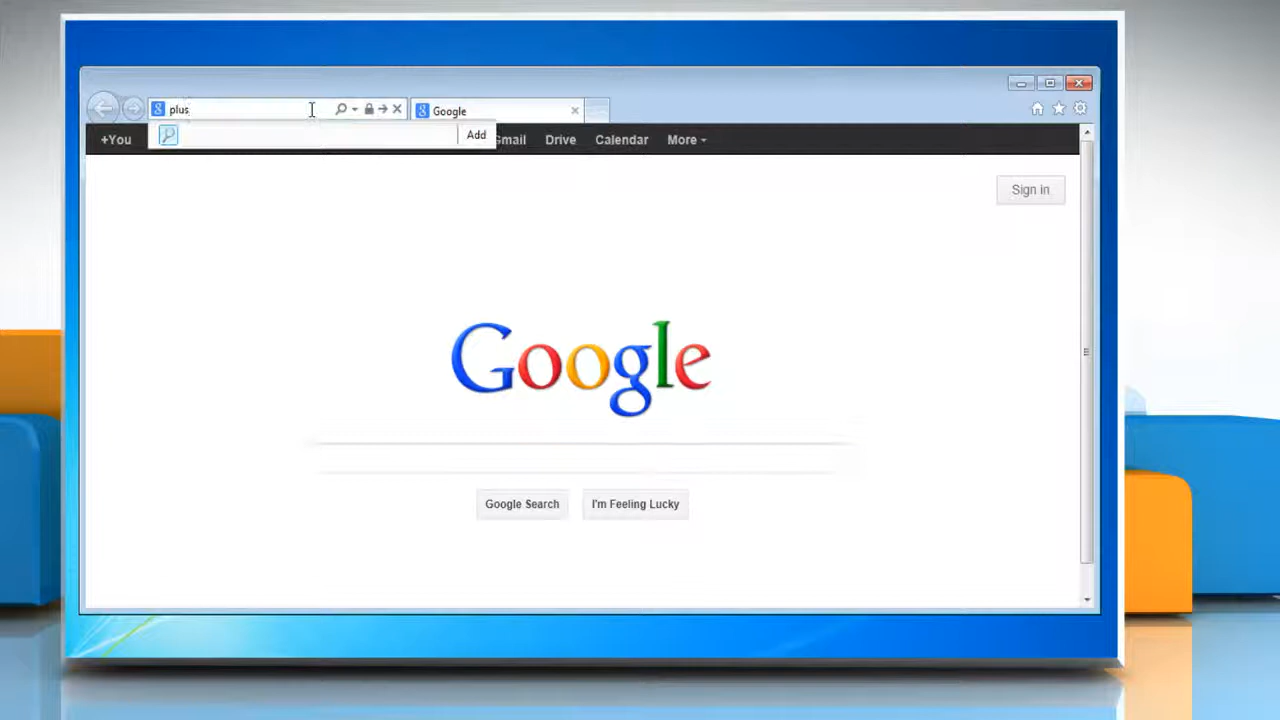 plus
Google
Add
+You
Gmail
Drive
Calendar
More
Sign in
Google
Google Search
I'm Feeling Lucky